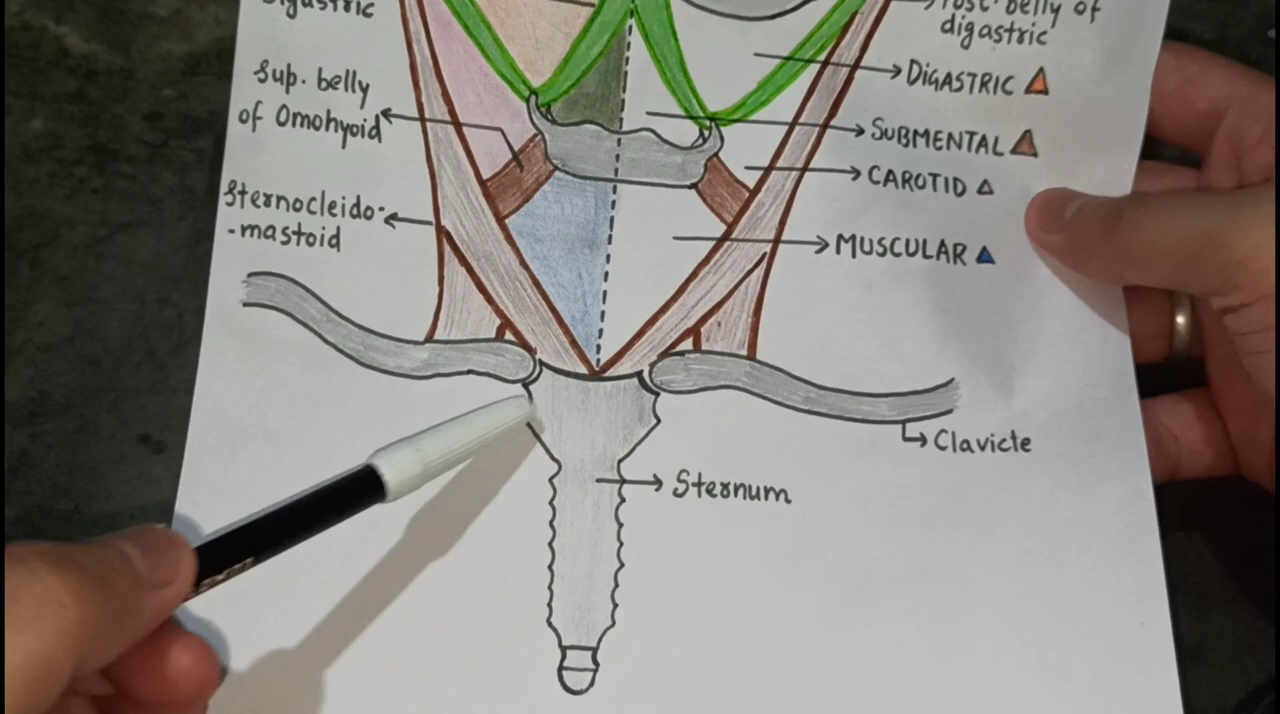 Digastric
Post. belly of
digastric
DIGASTRIC
Sup. belly
of Omohyoid
SUBMENTAL
CAROTID
Sternocleido-
-mastoid
MUSCULAR
Clavicle
Sternum